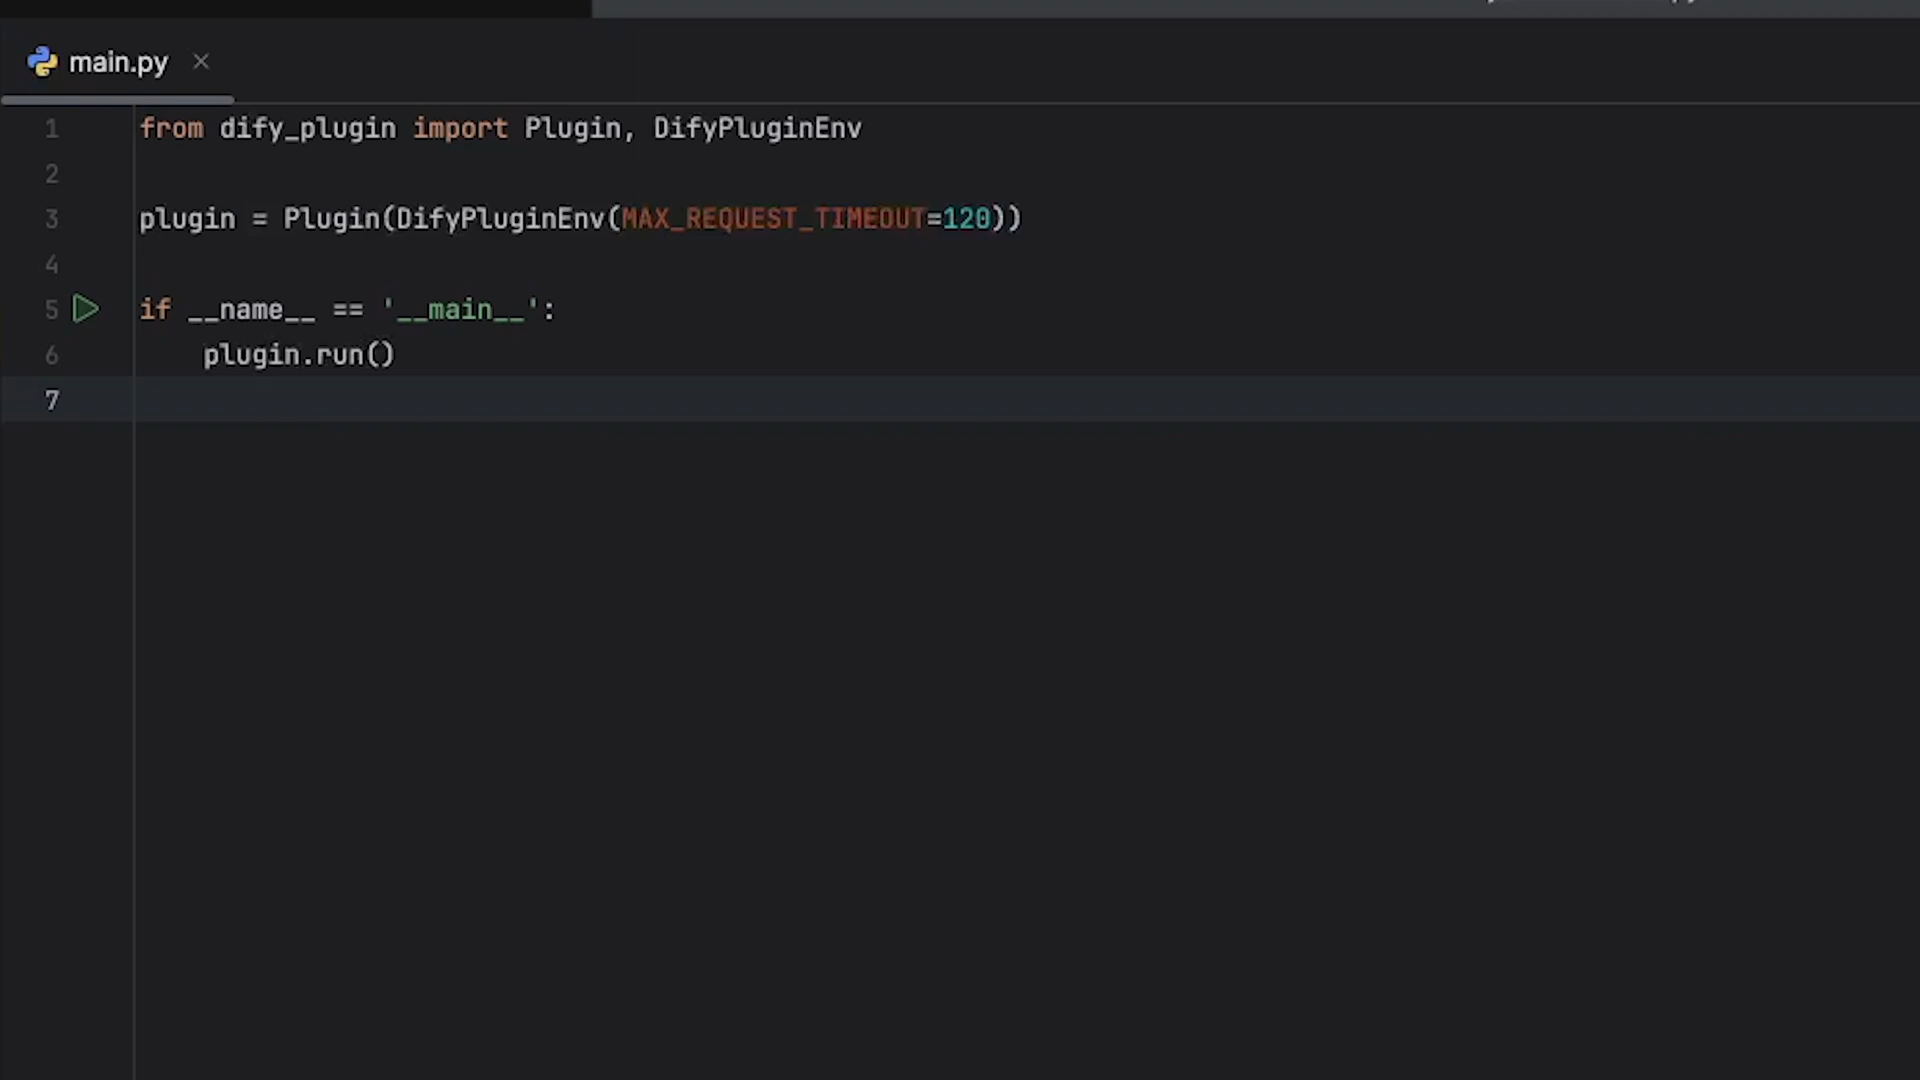 main.py
1 from dify_plugin import Plugin, DifyPluginEnv
2
3 plugin = Plugin(DifyPluginEnv(MAX_REQUEST_TIMEOUT=120))
4
5 if __name__ == '__main__':
6     plugin.run()
7